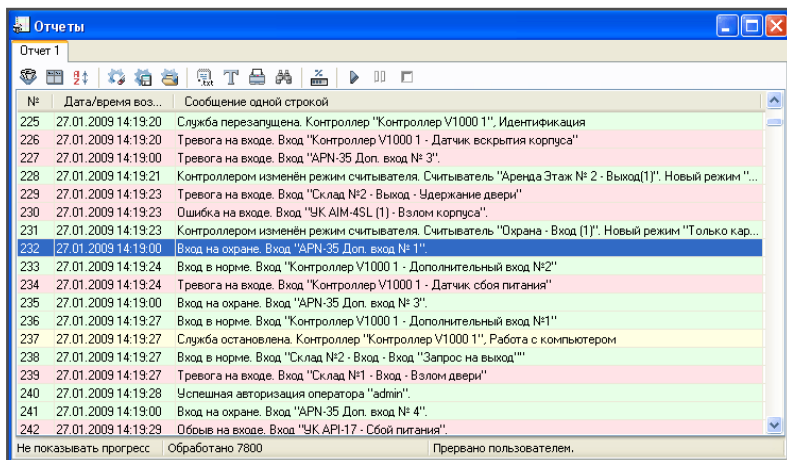 Отчеты
Отчет 1
№ Дата/время воз... Сообщение одной строкой
225 27.01.2009 14:19:20 Служба перезапущена. Контроллер "Контроллер V1000 1", Идентификация
226 27.01.2009 14:19:20 Тревога на входе. Вход "Контроллер V1000 1 - Датчик вскрытия корпуса"
227 27.01.2009 14:19:00 Тревога на входе. Вход "APN-35 Доп. вход № 3".
228 27.01.2009 14:19:21 Контроллером изменён режим считывателя. Считыватель "Аренда Этаж № 2 - Выход(1)". Новый режим "...
229 27.01.2009 14:19:23 Тревога на входе. Вход "Склад №2 - Выход - Удержание двери"
230 27.01.2009 14:19:23 Ошибка на входе. Вход "УК AIM-4SL (1) - Взлом корпуса".
231 27.01.2009 14:19:23 Контроллером изменён режим считывателя. Считыватель "Охрана - Вход (1)". Новый режим "Только кар...
232 27.01.2009 14:19:00 Вход на охране. Вход "APN-35 Доп. вход № 1".
233 27.01.2009 14:19:24 Вход в норме. Вход "Контроллер V1000 1 - Дополнительный вход №2"
234 27.01.2009 14:19:24 Тревога на входе. Вход "Контроллер V1000 1 - Датчик сбоя питания"
235 27.01.2009 14:19:00 Вход на охране. Вход "APN-35 Доп. вход № 3".
236 27.01.2009 14:19:27 Вход в норме. Вход "Контроллер V1000 1 - Дополнительный вход №1"
237 27.01.2009 14:19:27 Служба остановлена. Контроллер "Контроллер V1000 1", Работа с компьютером
238 27.01.2009 14:19:27 Вход в норме. Вход "Склад №2 - Вход - Вход "Запрос на выход""
239 27.01.2009 14:19:27 Тревога на входе. Вход "Склад №1 - Вход - Взлом двери"
240 27.01.2009 14:19:28 Успешная авторизация оператора "admin".
241 27.01.2009 14:19:00 Вход на охране. Вход "APN-35 Доп. вход № 4".
242 27.01.2009 14:19:29 Обрыв на входе. Вход "УК API-17 - Сбой питания".
Не показывать прогресс Обработано 7800 Прервано пользователем.